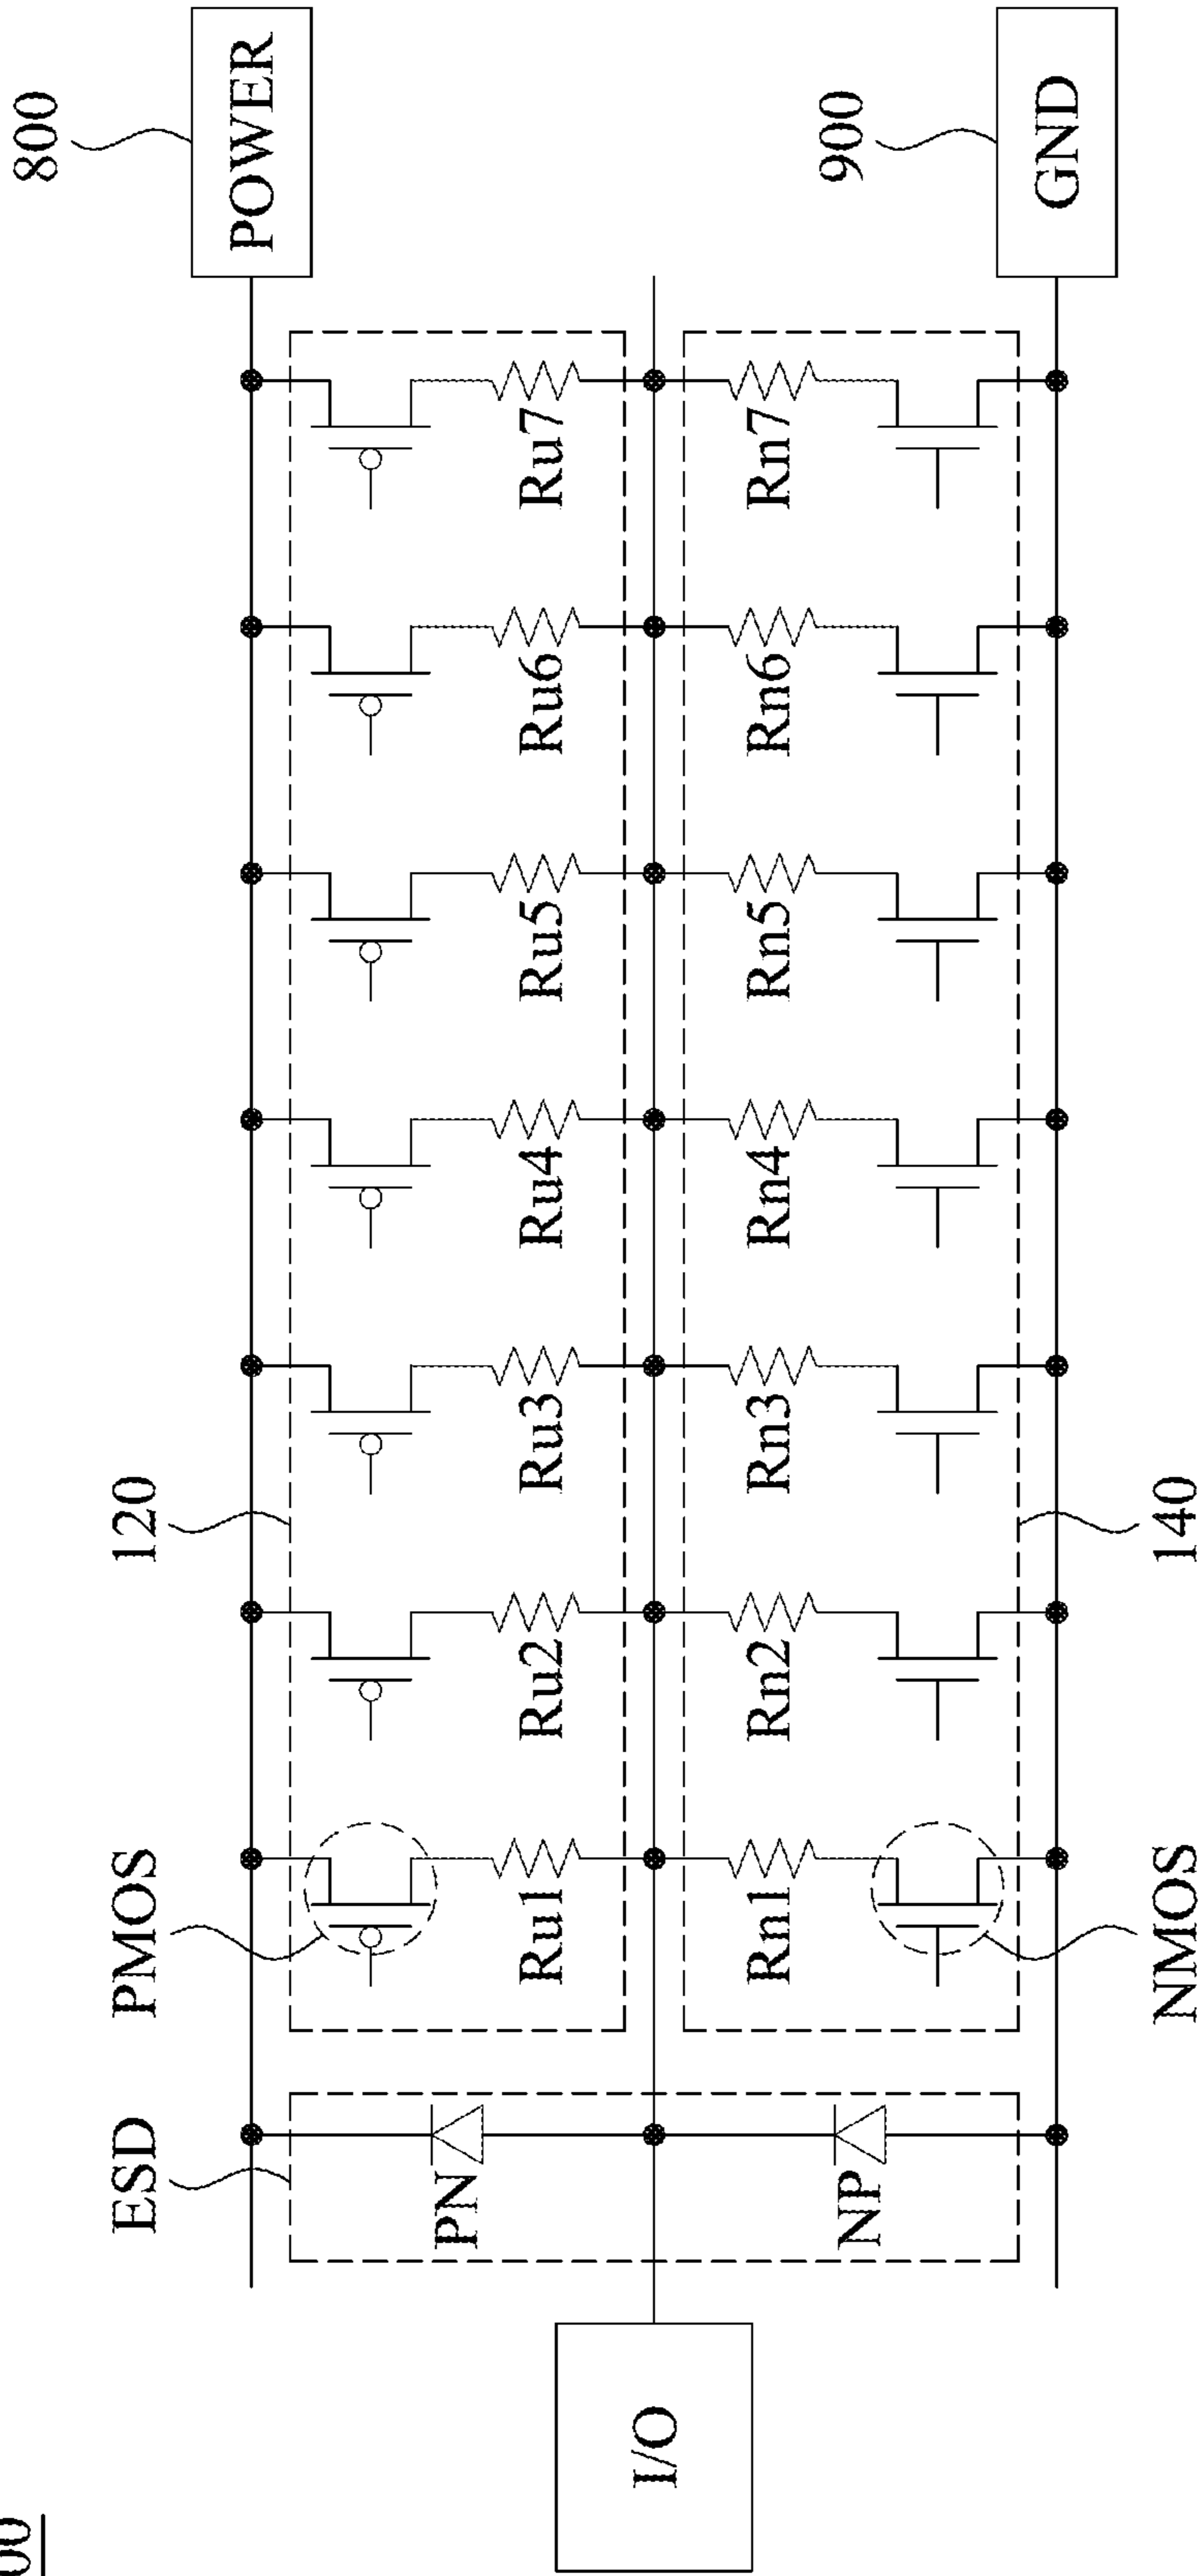 ESD
PMOS
120
800
POWER
PN
Ru1
Ru2
Ru3
Ru4
Ru5
Ru6
Ru7
I/O
Rn1
Rn2
Rn3
Rn4
Rn5
Rn6
Rn7
NP
900
GND
NMOS
140